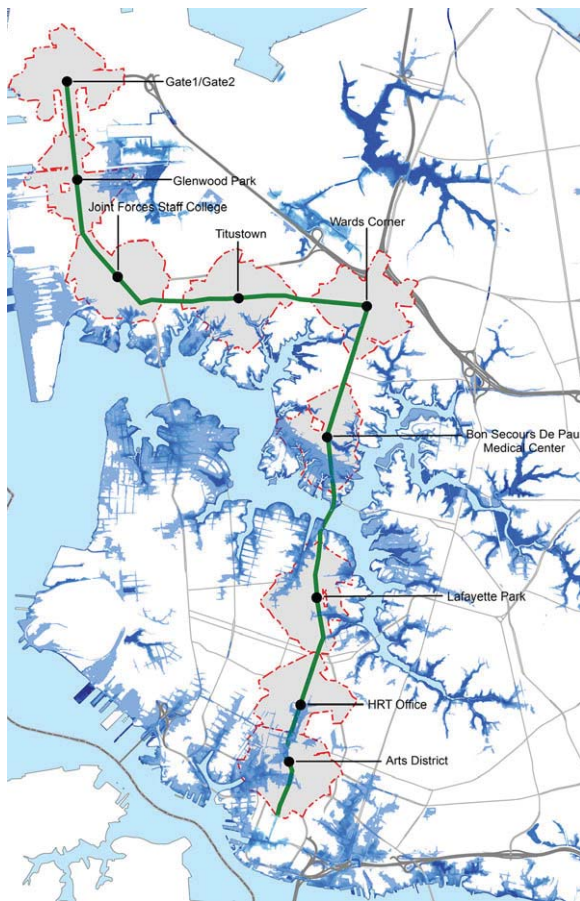 Gate1/Gate2
Glenwood Park
Joint Forces Staff College
Titustown
Wards Corner
Bon Secours De Pau
Medical Center
Lafayette Park
HRT Office
Arts District